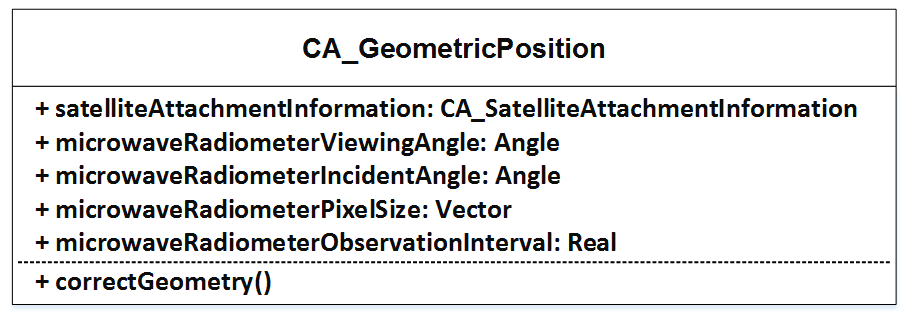 CA_GeometricPosition
+ satelliteAttachmentInformation: CA_SatelliteAttachmentInformation
+ microwaveRadiometerViewingAngle: Angle
+ microwaveRadiometerIncidentAngle: Angle
+ microwaveRadiometerPixelSize: Vector
+ microwaveRadiometerObservationInterval: Real
+ correctGeometry()